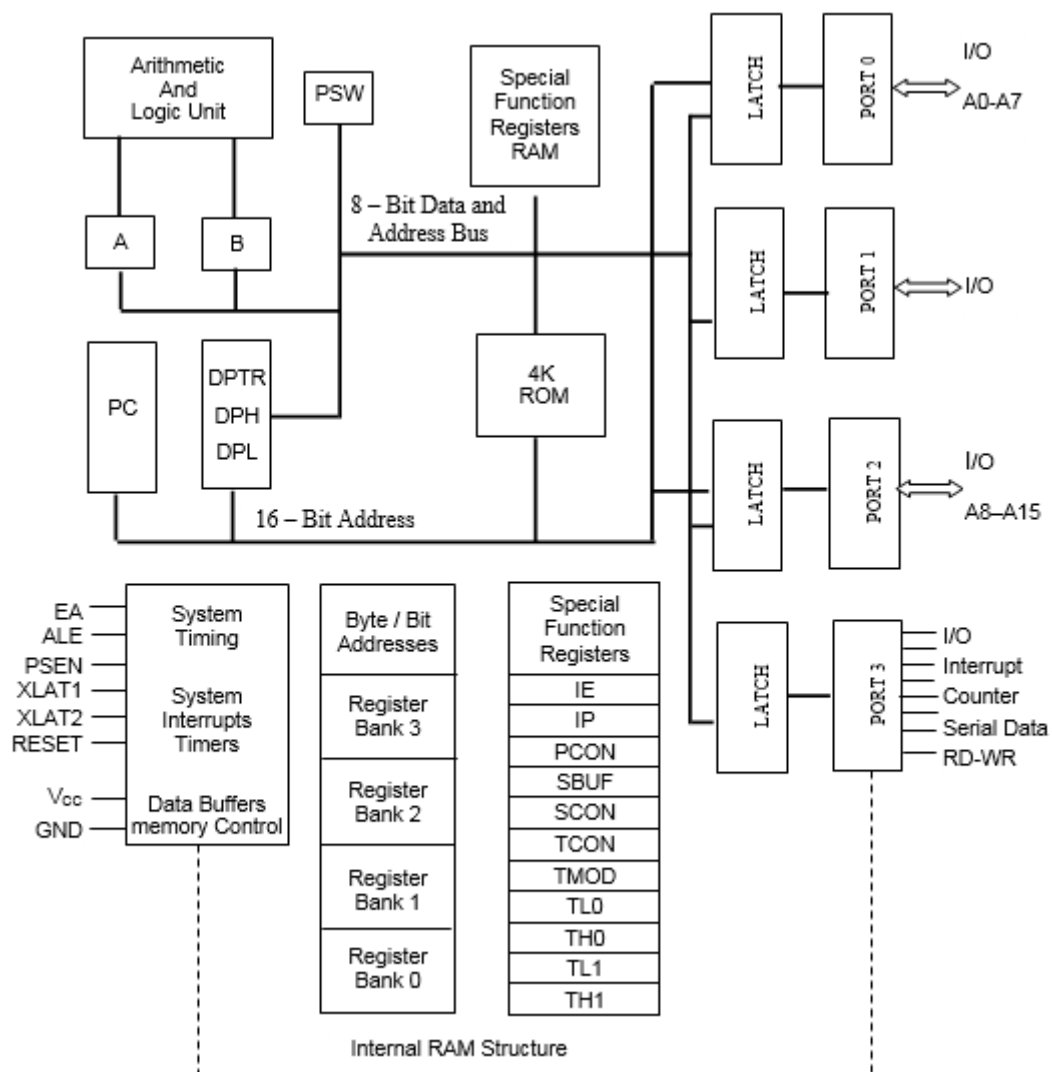 Arithmetic
And
Logic Unit
PSW
Special
Function
Registers
RAM
LATCH
PORT 0
I/O
A0-A7
A
B
8 – Bit Data and
Address Bus
LATCH
PORT 1
I/O
PC
DPTR
DPH
DPL
4K
ROM
LATCH
PORT 2
I/O
A8–A15
16 – Bit Address
EA
ALE
PSEN
XLAT1
XLAT2
RESET
Vcc
GND
System
Timing
System
Interrupts
Timers
Data Buffers
memory Control
Byte / Bit
Addresses
Register
Bank 3
Register
Bank 2
Register
Bank 1
Register
Bank 0
Special
Function
Registers
IE
IP
PCON
SBUF
SCON
TCON
TMOD
TL0
TH0
TL1
TH1
LATCH
PORT 3
I/O
Interrupt
Counter
Serial Data
RD-WR
Internal RAM Structure